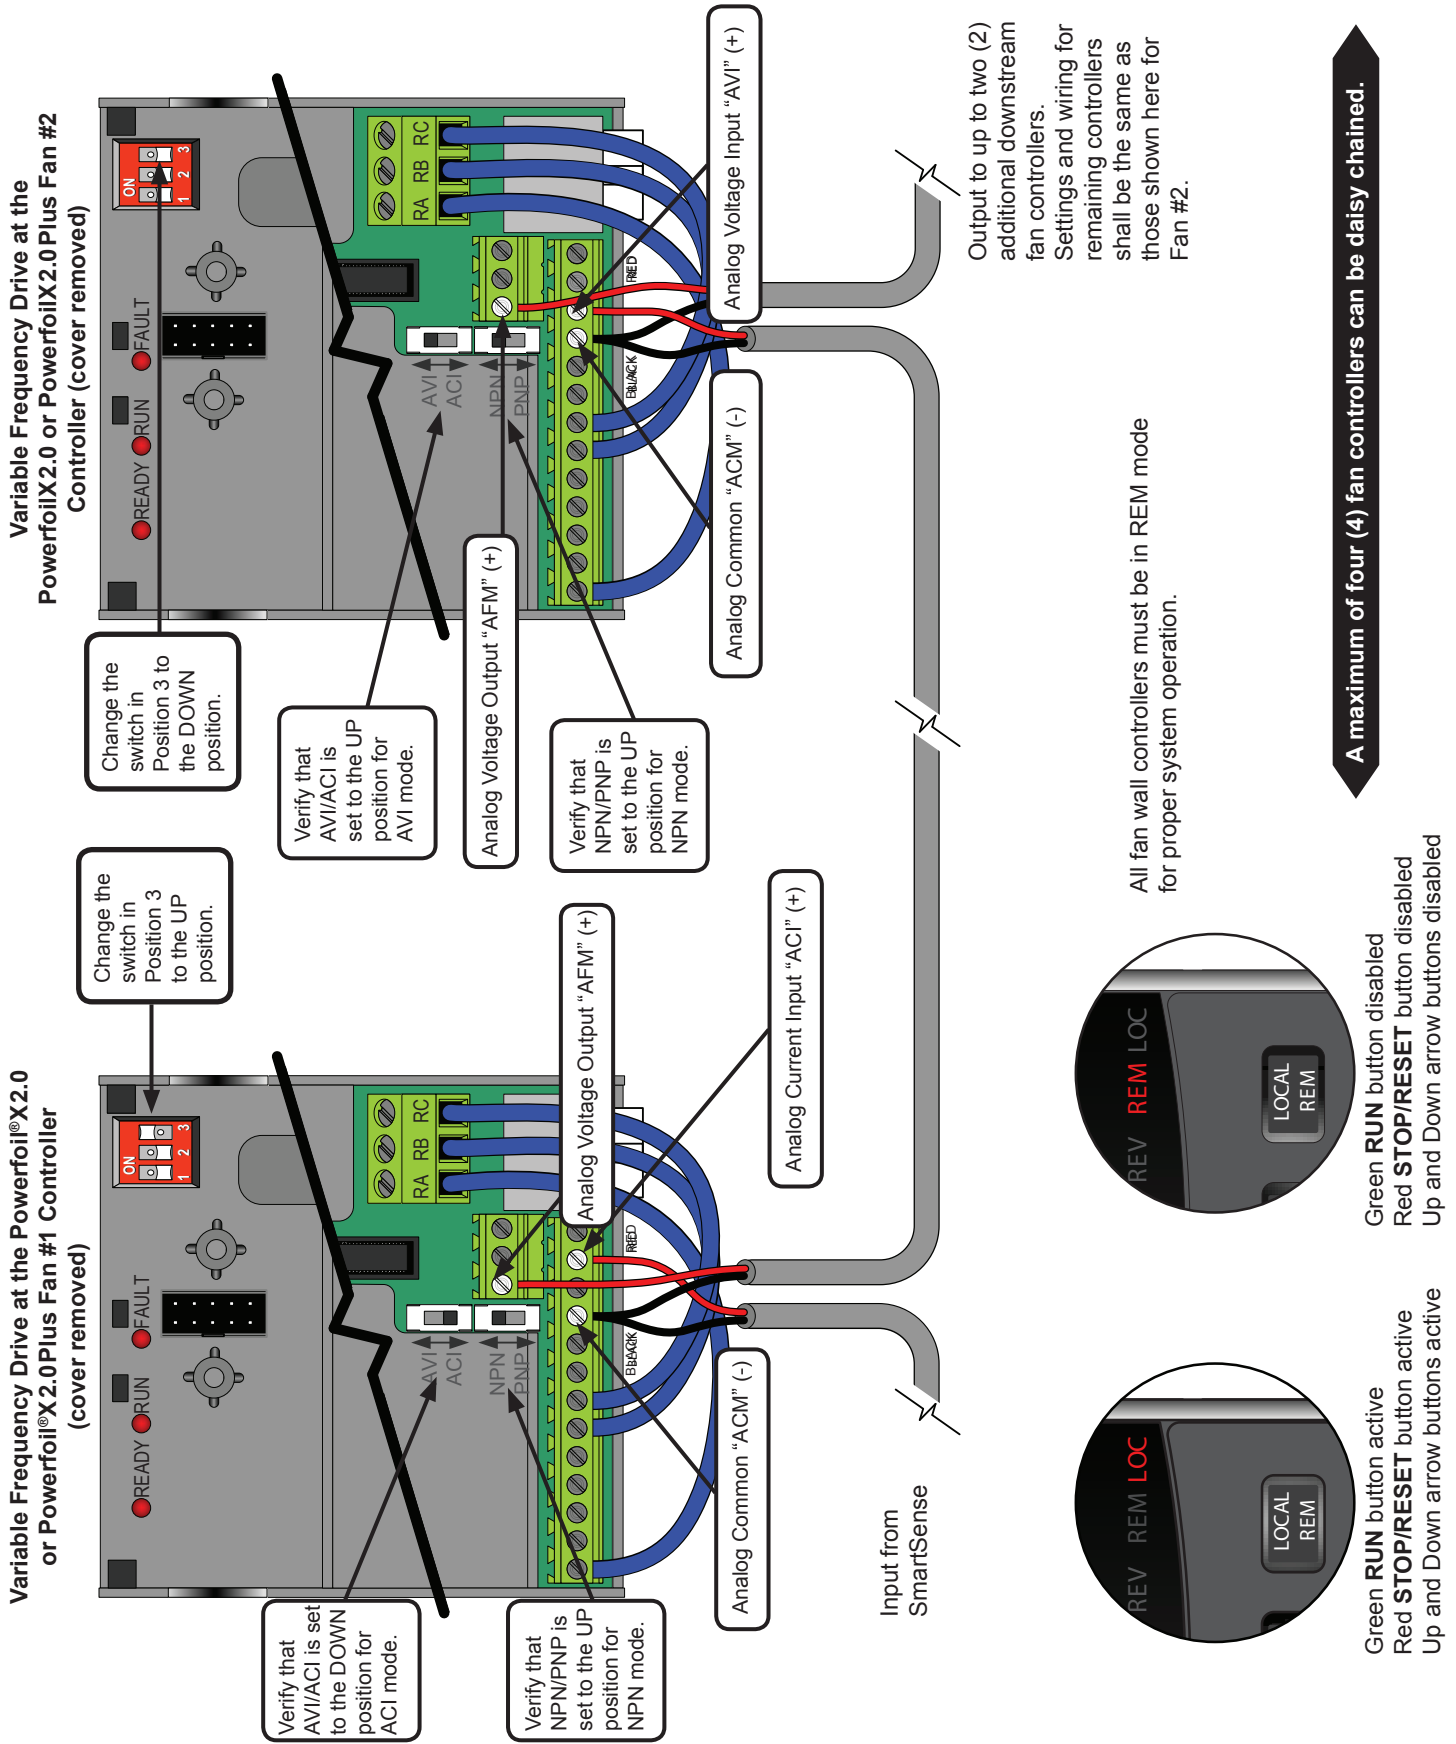 Variable Frequency Drive at the Powerfoil®X2.0
or Powerfoil®X2.0Plus Fan #1 Controller
(cover removed)
Change the
switch in
Position 3
to the UP
position.
READY
RUN
FAULT
ON
1 2 3
AVI
ACI
NPN
PNP
RA RB RC
BLACK
RED
Verify that
AVI/ACI is set
to the DOWN
position for
ACI mode.
Verify that
NPN/PNP is
set to the UP
position for
NPN mode.
Analog Voltage Output “AFM” (+)
Analog Current Input “ACI” (+)
Analog Common “ACM” (-)
Input from
SmartSense
Variable Frequency Drive at the
PowerfoilX2.0 or PowerfoilX2.0Plus Fan #2
Controller (cover removed)
Change the
switch in
Position 3 to
the DOWN
position.
READY
RUN
FAULT
ON
1 2 3
AVI
ACI
NPN
PNP
RA RB RC
BLACK
RED
Verify that
AVI/ACI is
set to the UP
position for
AVI mode.
Analog Voltage Output “AFM” (+)
Verify that
NPN/PNP is
set to the UP
position for
NPN mode.
Analog Common “ACM” (-)
Analog Voltage Input “AVI” (+)
Output to up to two (2)
additional downstream
fan controllers.
Settings and wiring for
remaining controllers
shall be the same as
those shown here for
Fan #2.
REV REM LOC
LOCAL
REM
Green RUN button active
Red STOP/RESET button active
Up and Down arrow buttons active
REV REM LOC
LOCAL
REM
Green RUN button disabled
Red STOP/RESET button disabled
Up and Down arrow buttons disabled
All fan wall controllers must be in REM mode
for proper system operation.
A maximum of four (4) fan controllers can be daisy chained.